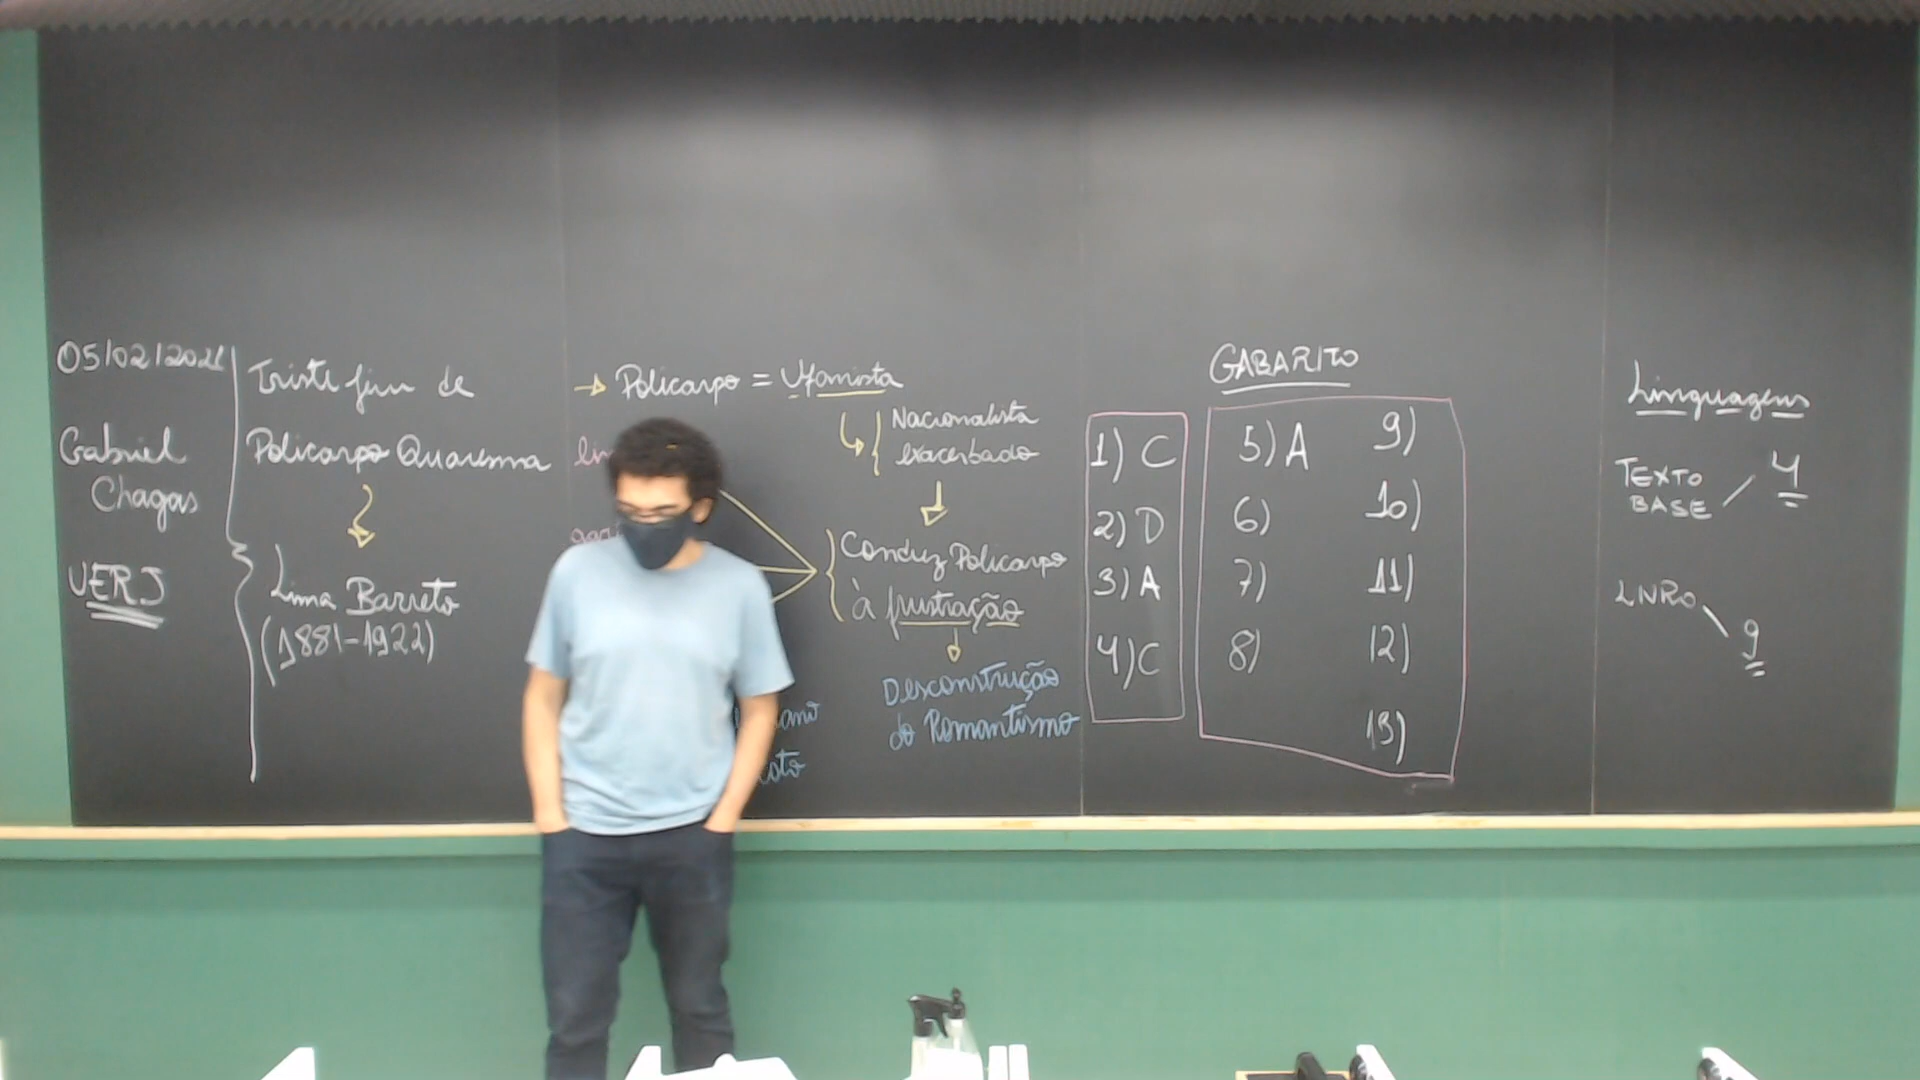 05/02/2021
Gabriel
Chagas
UERJ
Triste fim de
Policarpo Quaresma
Lima Barreto
(1881-1922)
→ Policarpo = Ufanista
Nacionalista
exacerbado
Conduz Policarpo
à frustração
Desconstrução
do Romantismo
GABARITO
1) C
2) D
3) A
4) C
5) A
6)
7)
8)
9)
10)
11)
12)
13)
Linguagens
TEXTO
BASE
4
LIVRO
9